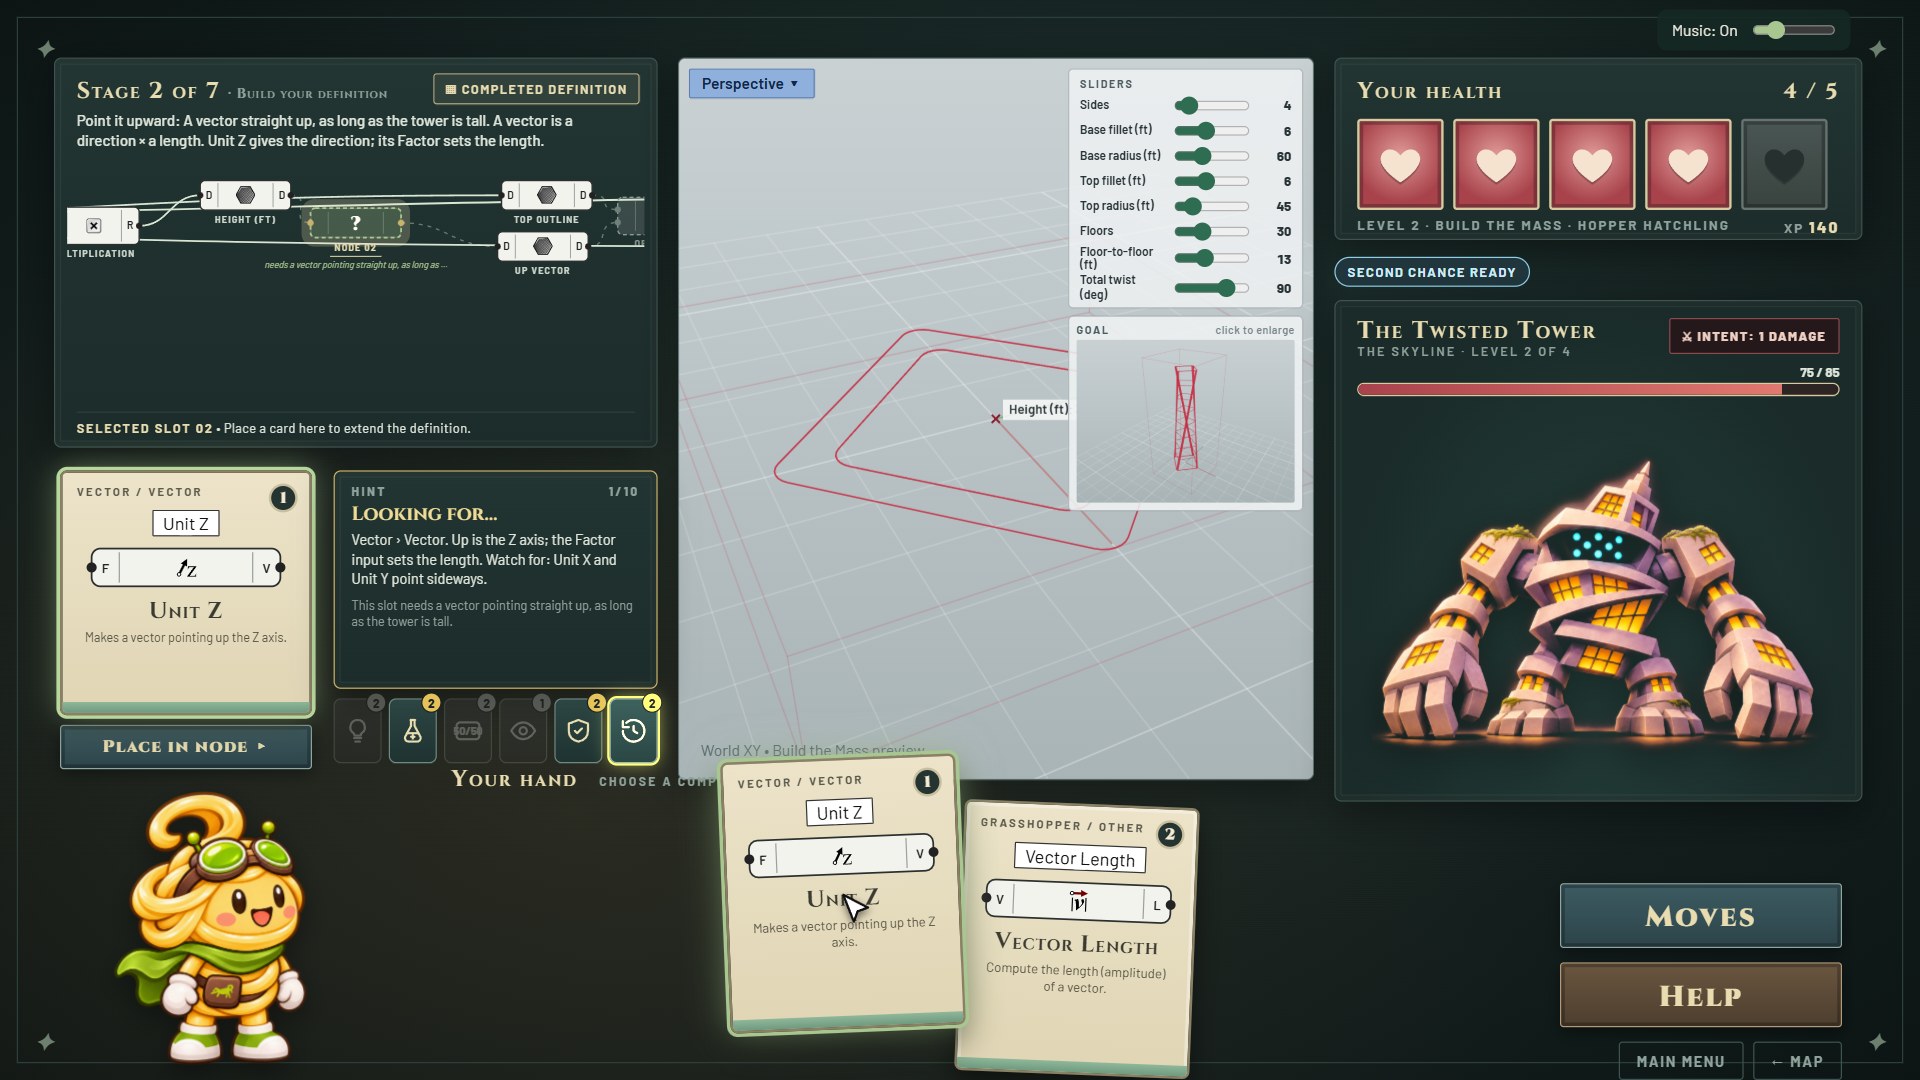 Music: On
STAGE 2 OF 7 · BUILD YOUR DEFINITION
COMPLETED DEFINITION
Point it upward: A vector straight up, as long as the tower is tall. A vector is a
direction × a length. Unit Z gives the direction; its Factor sets the length.
LTIPLICATION
R
D
D
HEIGHT (FT)
?
NODE 02
needs a vector pointing straight up, as long as ...
D
D
TOP OUTLINE
D
D
UP VECTOR
SELECTED SLOT 02 • Place a card here to extend the definition.
VECTOR / VECTOR
1
Unit Z
F
Z
V
UNIT Z
Makes a vector pointing up the Z axis.
PLACE IN NODE
HINT
1/10
LOOKING FOR...
Vector › Vector. Up is the Z axis; the Factor
input sets the length. Watch for: Unit X and
Unit Y point sideways.
This slot needs a vector pointing straight up, as long
as the tower is tall.
2
2
2
1
2
2
50/50
YOUR HAND
CHOOSE A COMP
Perspective
SLIDERS
Sides 4
Base fillet (ft) 6
Base radius (ft) 60
Top fillet (ft) 6
Top radius (ft) 45
Floors 30
Floor-to-floor
(ft) 13
Total twist
(deg) 90
GOAL
click to enlarge
Height (ft)
World XY • Build the Mass preview
VECTOR / VECTOR
1
Unit Z
F
Z
V
UNIT Z
Makes a vector pointing up the Z
axis.
GRASSHOPPER / OTHER
2
Vector Length
V
|v|
L
VECTOR LENGTH
Compute the length (amplitude)
of a vector.
YOUR HEALTH
4 / 5
LEVEL 2 · BUILD THE MASS · HOPPER HATCHLING
XP 140
SECOND CHANCE READY
THE TWISTED TOWER
THE SKYLINE · LEVEL 2 OF 4
INTENT: 1 DAMAGE
75 / 85
MOVES
HELP
MAIN MENU
← MAP